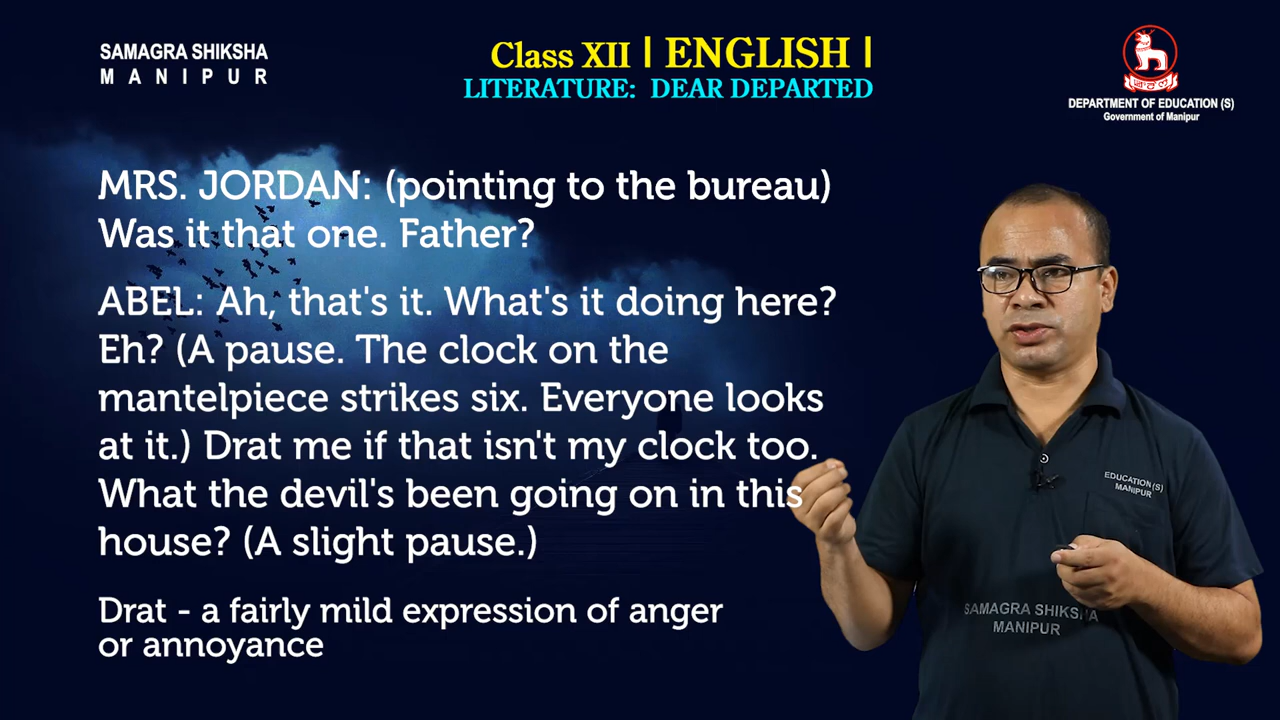 SAMAGRA SHIKSHA
MANIPUR
Class XII | ENGLISH |
LITERATURE: DEAR DEPARTED
DEPARTMENT OF EDUCATION (S)
Government of Manipur
MRS. JORDAN: (pointing to the bureau)
Was it that one. Father?
ABEL: Ah, that's it. What's it doing here?
Eh? (A pause. The clock on the
mantelpiece strikes six. Everyone looks
at it.) Drat me if that isn't my clock too.
What the devil's been going on in this
house? (A slight pause.)
Drat - a fairly mild expression of anger
or annoyance
EDUCATION (S)
MANIPUR
SAMAGRA SHIKSHA
MANIPUR